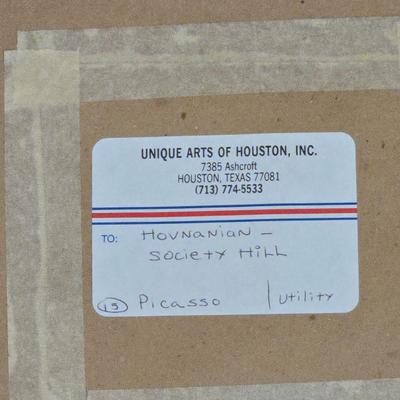 UNIQUE ARTS OF HOUSTON, INC.
7385 Ashcroft
HOUSTON, TEXAS 77081
(713) 774-5533
TO: HOVNANIAN –
SOCIETY HILL
15 PICASSO | UTILITY